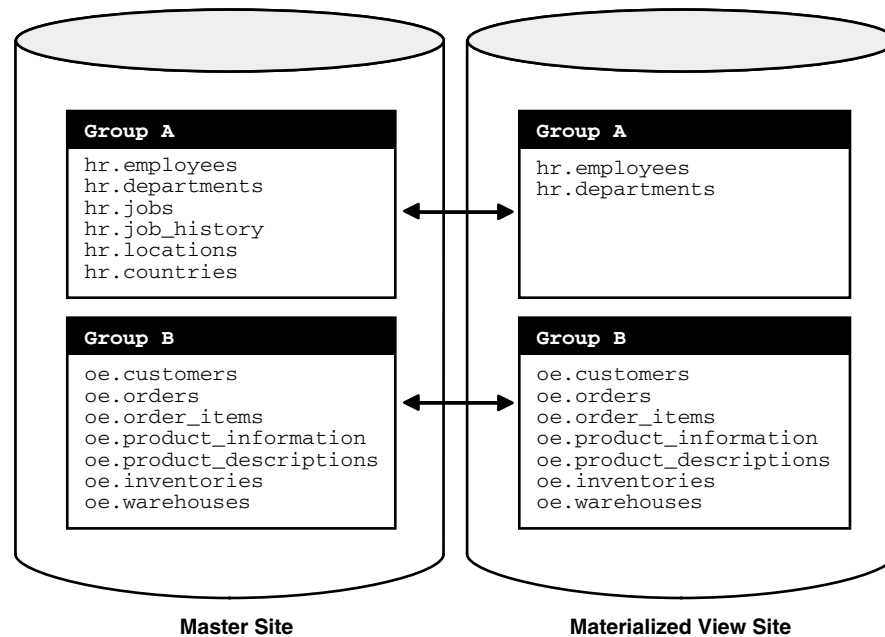 Group A
hr.employees
hr.departments
hr.jobs
hr.job_history
hr.locations
hr.countries
Group B
oe.customers
oe.orders
oe.order_items
oe.product_information
oe.product_descriptions
oe.inventories
oe.warehouses
Master Site
Group A
hr.employees
hr.departments
Group B
oe.customers
oe.orders
oe.order_items
oe.product_information
oe.product_descriptions
oe.inventories
oe.warehouses
Materialized View Site